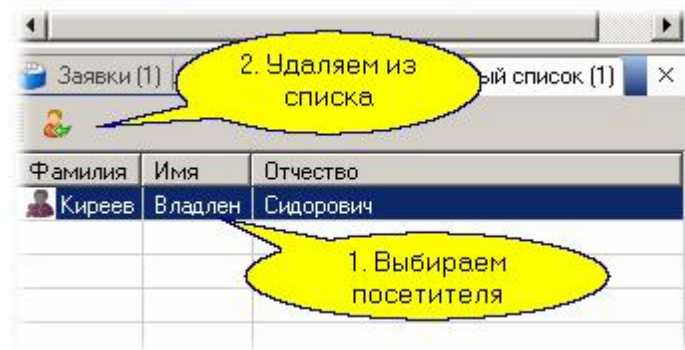 Заявки (1)
2. Удаляем из
списка
ый список (1)
Фамилия Имя Отчество
Киреев Владлен Сидорович
1. Выбираем
посетителя